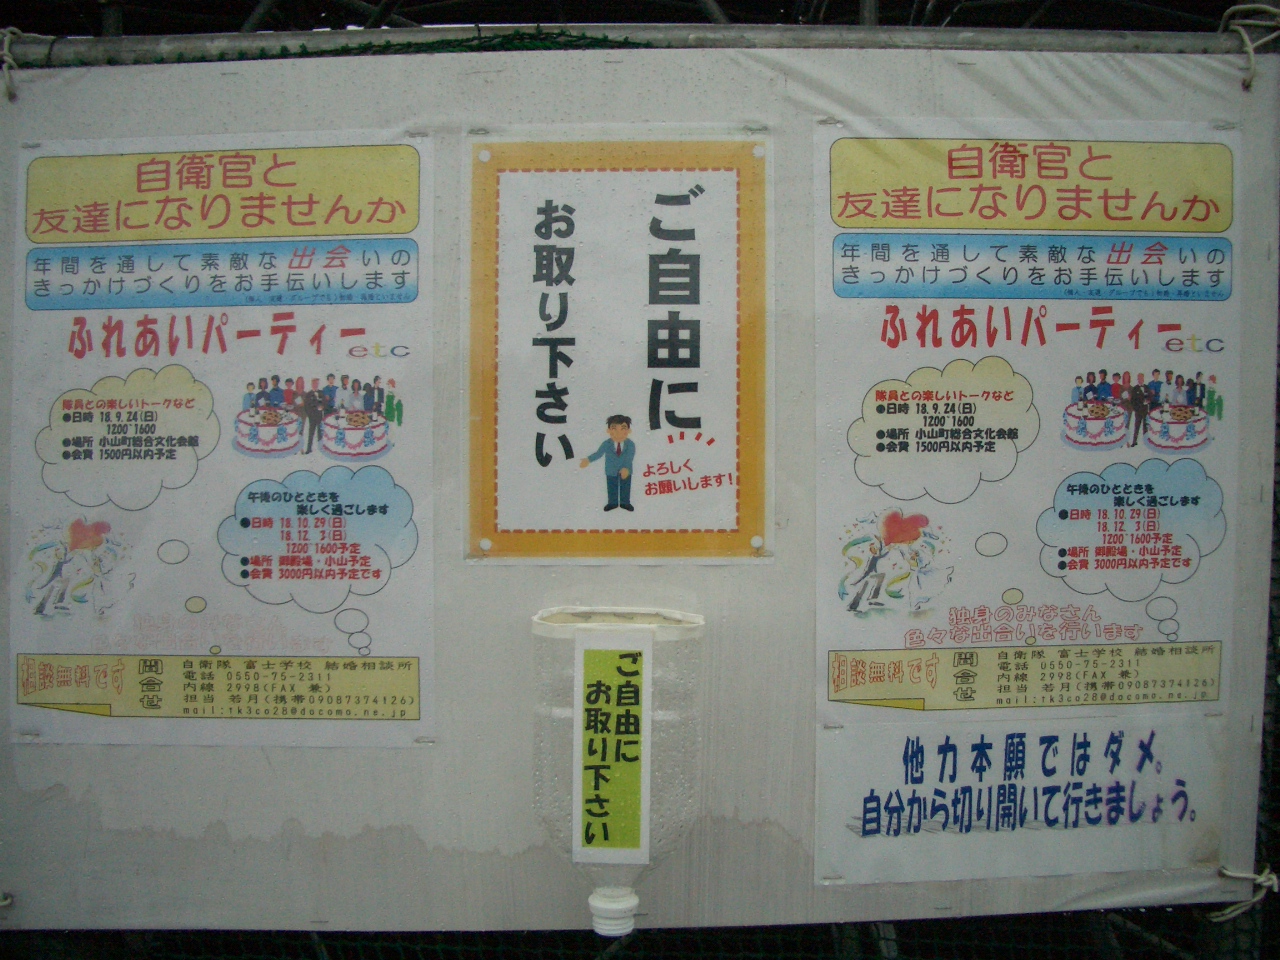 自衛官と
友達になりませんか
年間を通して素敵な出会いの
きっかけづくりをお手伝いします
ふれあいパーティー
etc
隊員との楽しいトークなど
●日時 18.9.24(日)
1200~1600
●場所 小山町総合文化会館
●会費 1500円以内予定
午後のひとときを
楽しく過ごします
●日時 18.10.29(日)
18.12. 3(日)
1200~1600予定
●場所 御殿場・小山予定
●会費 3000円以内予定です
独身のみなさん
色々な出合いを行います
相談無料です
問合せ
自衛隊 富士学校 結婚相談所
電話 0550-75-2311
内線 2998(FAX 兼)
担当 若月(携帯09087374126)
mail:tk3co28@docomo.ne.jp
ご自由に
お取り下さい
よろしく
お願いします!
ご自由に
お取り下さい
自衛官と
友達になりませんか
年間を通して素敵な出会いの
きっかけづくりをお手伝いします
ふれあいパーティー
etc
隊員との楽しいトークなど
●日時 18.9.24(日)
1200~1600
●場所 小山町総合文化会館
●会費 1500円以内予定
午後のひとときを
楽しく過ごします
●日時 18.10.29(日)
18.12. 3(日)
1200~1600予定
●場所 御殿場・小山予定
●会費 3000円以内予定です
独身のみなさん
色々な出合いを行います
相談無料です
問合せ
自衛隊 富士学校 結婚相談所
電話 0550-75-2311
内線 2998(FAX 兼)
担当 若月(携帯09087374126)
mail:tk3co28@docomo.ne.jp
他力本願ではダメ。
自分から切り開いて行きましょう。